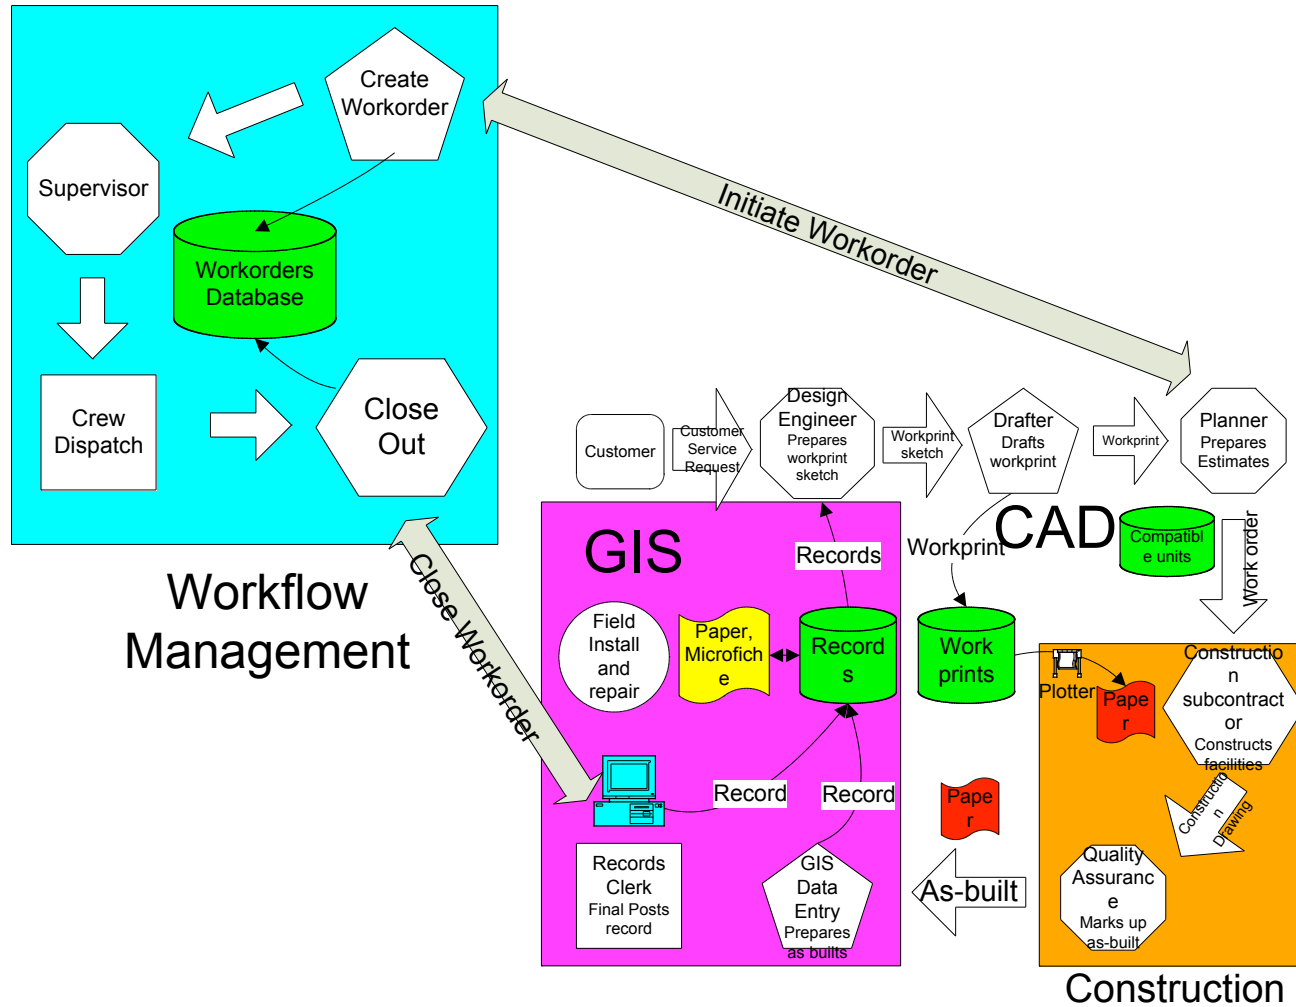 Create
Workorder
Supervisor
Workorders
Database
Crew
Dispatch
Close
Out
Workflow
Management
Initiate Workorder
Close Workorder
Customer
Customer
Service
Request
Design
Engineer
Prepares
workprint
sketch
Workprint
sketch
Drafter
Drafts
workprint
Workprint
Planner
Prepares
Estimates
GIS
Records
Workprint
CAD
Compatibl
e units
Work order
Field
Install
and
repair
Paper,
Microfich
e
Record
s
Work
prints
Plotter
Pape
r
Constructio
n
subcontract
or
Constructs
facilities
Record
Record
Pape
r
Constructio
n
Drawing
Records
Clerk
Final Posts
record
GIS
Data
Entry
Prepares
as builts
As-built
Quality
Assuranc
e
Marks up
as-built
Construction